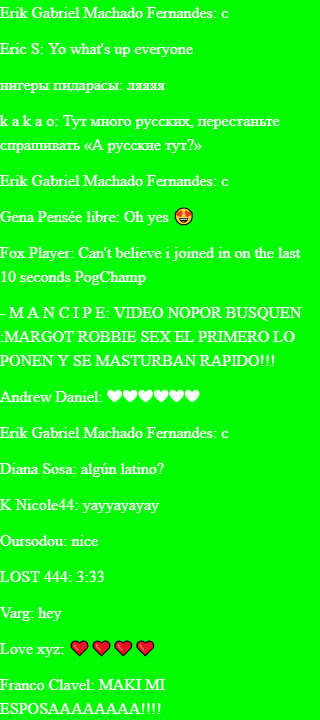 Erik Gabriel Machado Fernandes: c
Eric S: Yo what's up everyone
нигеры пидарасы: ляяяя
k a k a o: Тут много русских, перестаньте
спрашивать «А русские тут?»
Erik Gabriel Machado Fernandes: c
Gena Pensée libre: Oh yes 😍
Fox Player: Can't believe i joined in on the last
10 seconds PogChamp
- M A N C I P E: VIDEO NOPOR BUSQUEN
:MARGOT ROBBIE SEX EL PRIMERO LO
PONEN Y SE MASTURBAN RAPIDO!!!
Andrew Daniel: 🤍🤍🤍🤍🤍🤍
Erik Gabriel Machado Fernandes: c
Diana Sosa: algún latino?
K Nicole44: yayyayayay
Oursodou: nice
LOST 444: 3:33
Varg: hey
Love xyz: ❤️❤️❤️❤️
Franco Clavel: MAKI MI
ESPOSAAAAAAAA!!!!